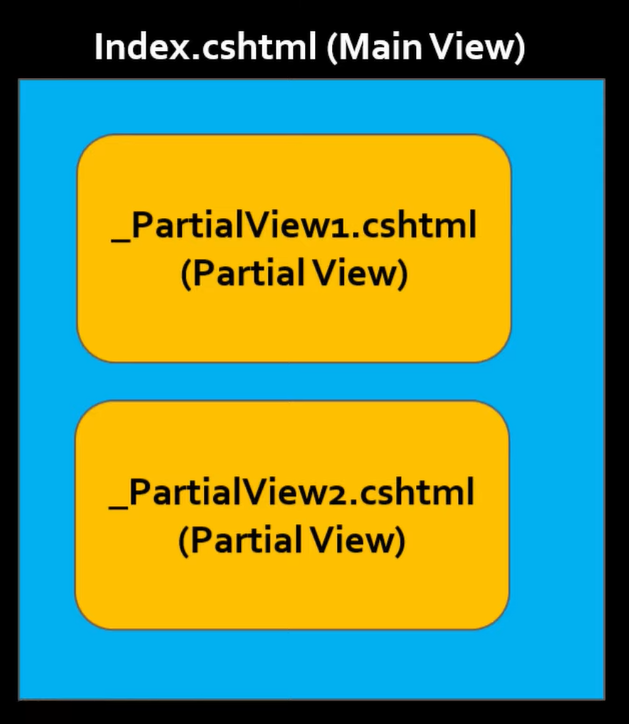 Index.cshtml (Main View)
_PartialView1.cshtml
(Partial View)
_PartialView2.cshtml
(Partial View)